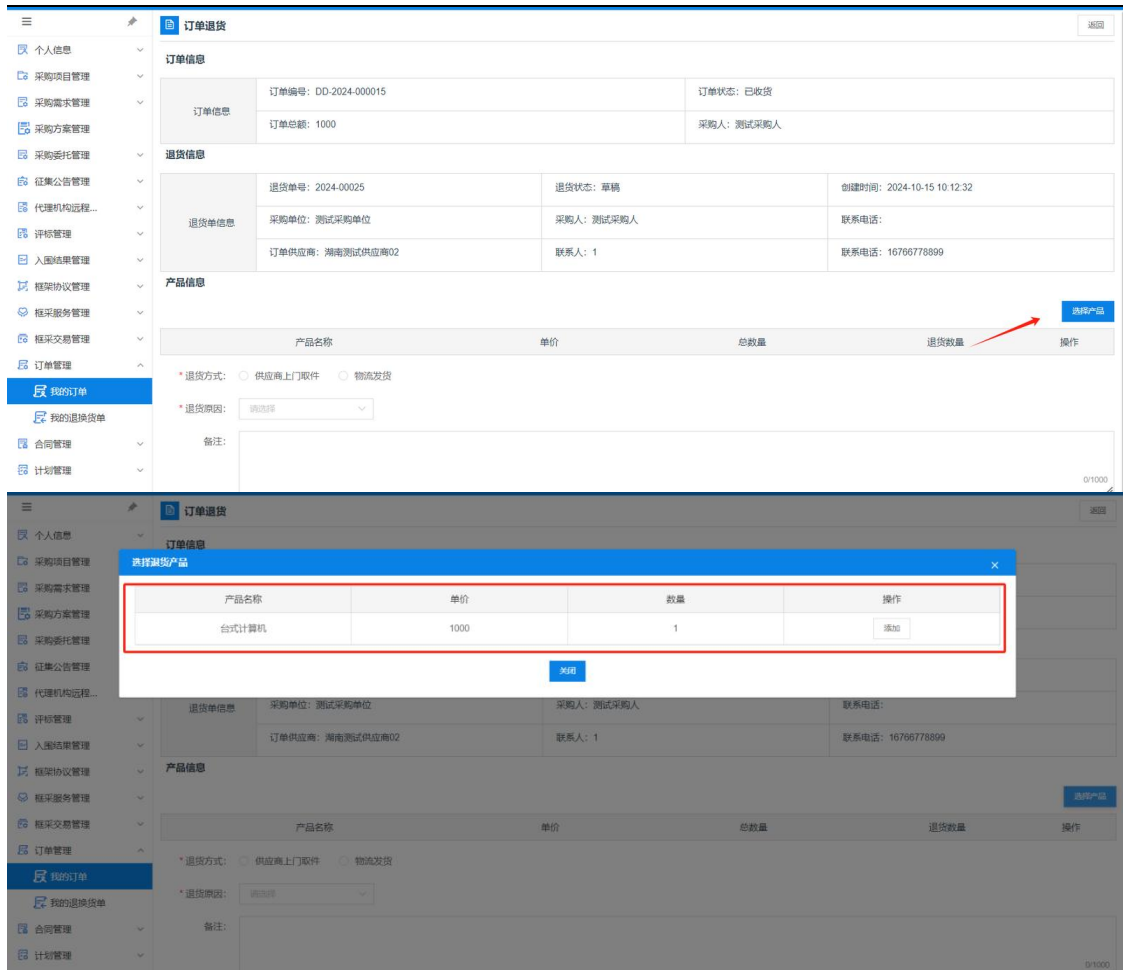 订单退货
返回
个人信息
采购项目管理
采购需求管理
采购方案管理
采购委托管理
征集公告管理
代理机构远程...
评标管理
入围结果管理
框架协议管理
框采服务管理
框采交易管理
订单管理
我的订单
我的退换货单
合同管理
计划管理
订单信息
订单信息
订单编号：DD-2024-000015
订单状态：已收货
订单总额：1000
采购人：测试采购人
退货信息
退货单信息
退货单号：2024-00025
退货状态：草稿
创建时间：2024-10-15 10:12:32
采购单位：测试采购单位
采购人：测试采购人
联系电话：
订单供应商：湖南测试供应商02
联系人：1
联系电话：16766778899
产品信息
选择产品
产品名称 单价 总数量 退货数量 操作
*退货方式： 供应商上门取件 物流发货
*退货原因： 请选择
备注：
0/1000
订单退货
返回
个人信息
采购项目管理
采购需求管理
采购方案管理
采购委托管理
征集公告管理
代理机构远程...
评标管理
入围结果管理
框架协议管理
框采服务管理
框采交易管理
订单管理
我的订单
我的退换货单
合同管理
计划管理
订单信息
选择退货产品 ×
产品名称 单价 数量 操作
台式计算机 1000 1 添加
关闭
退货单信息
采购单位：测试采购单位
采购人：测试采购人
联系电话：
订单供应商：湖南测试供应商02
联系人：1
联系电话：16766778899
产品信息
选择产品
产品名称 单价 总数量 退货数量 操作
*退货方式： 供应商上门取件 物流发货
*退货原因： 请选择
备注：
0/1000